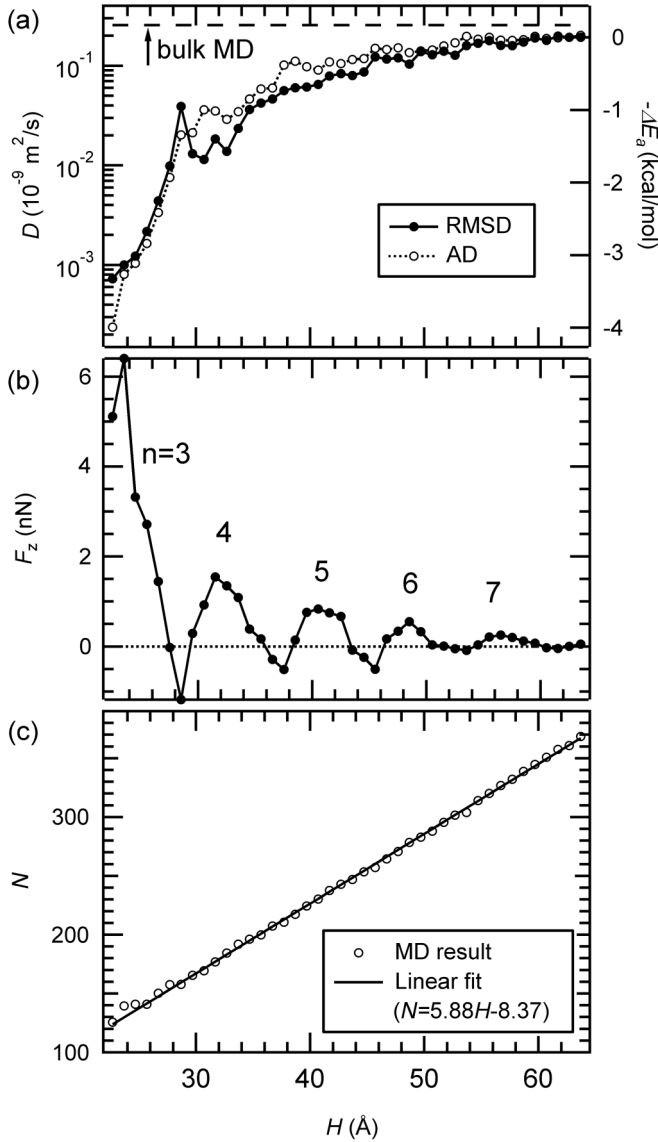 (a)
bulk MD
10⁻¹
10⁻²
10⁻³
D (10⁻⁹ m²/s)
0
-1
-2
-3
-4
-ΔEₐ (kcal/mol)
RMSD
AD
(b)
6
4
2
0
F_z (nN)
n=3
4
5
6
7
(c)
300
200
100
N
MD result
Linear fit
(N=5.88H-8.37)
30
40
50
60
H (Å)